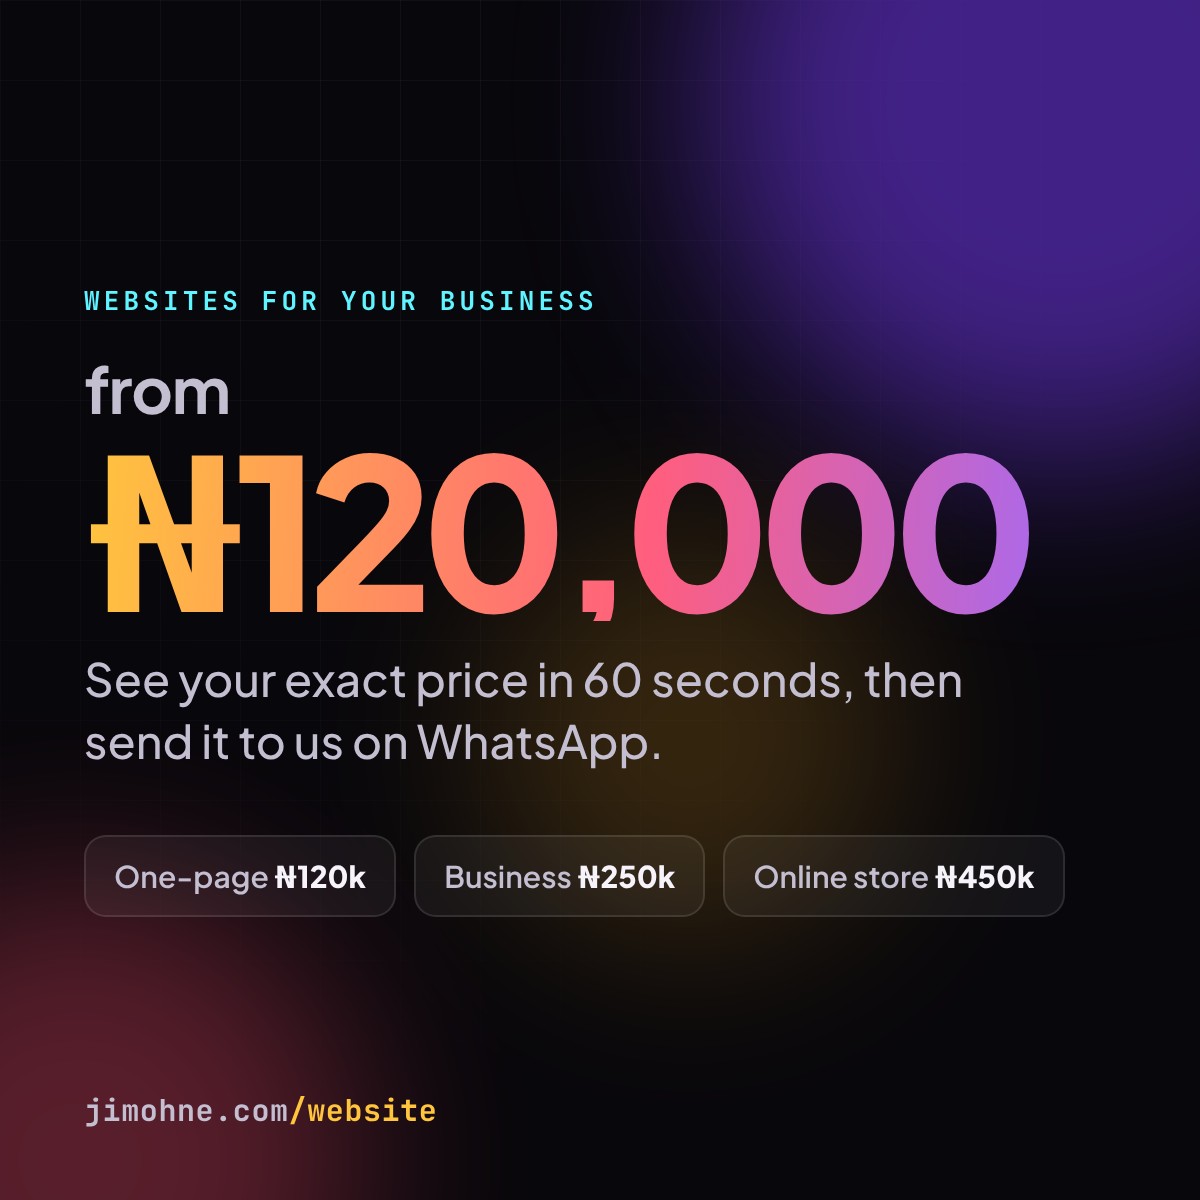 WEBSITES FOR YOUR BUSINESS
from
₦120,000
See your exact price in 60 seconds, then
send it to us on WhatsApp.
One-page ₦120k
Business ₦250k
Online store ₦450k
jimohne.com/website